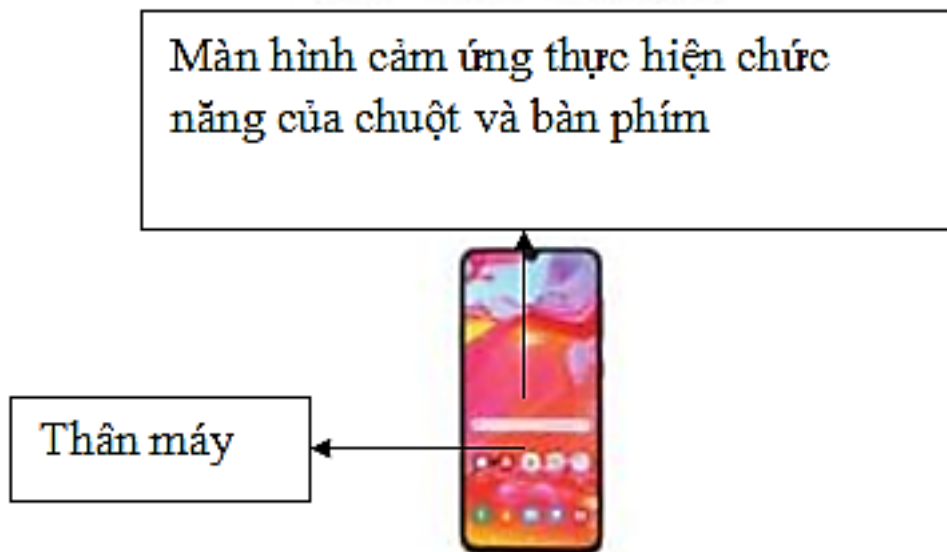 Màn hình cảm ứng thực hiện chức
năng của chuột và bàn phím
Thân máy